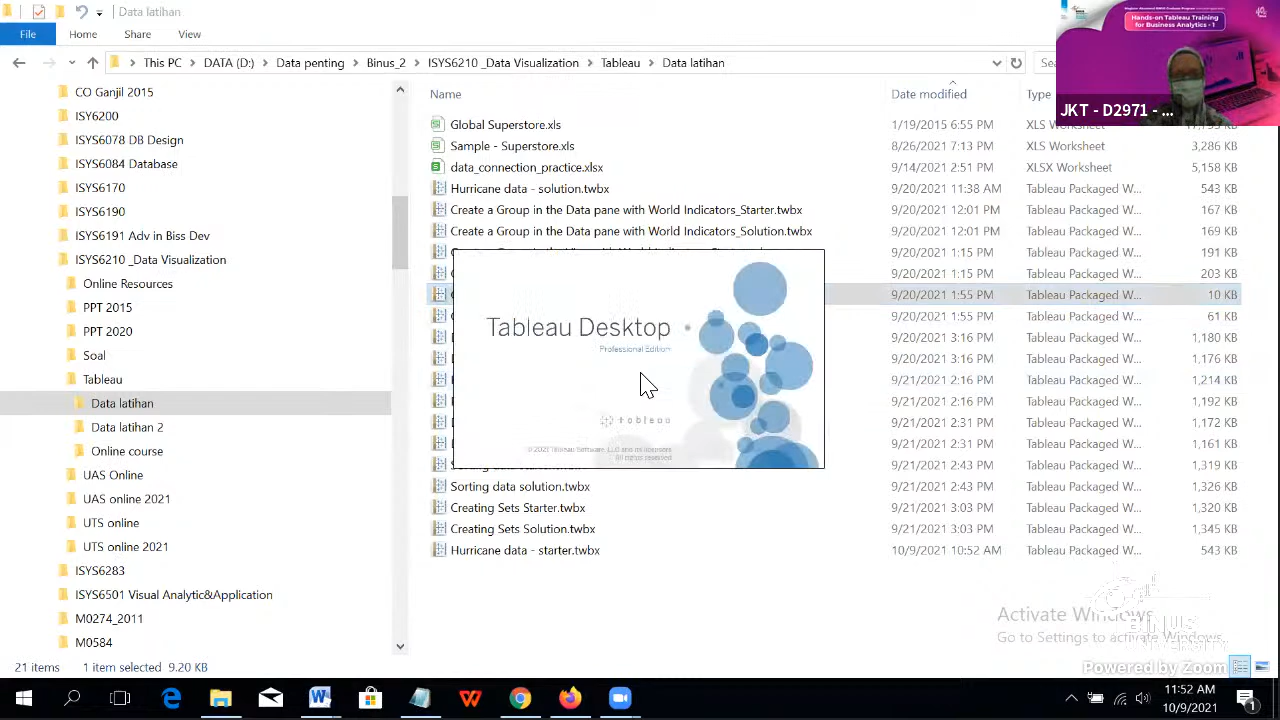 Data latihan
File
Home
Share
View
This PC
DATA (D:)
Data penting
Binus_2
ISYS6210 _Data Visualization
Tableau
Data latihan
Hands-on Tableau Training
for Business Analytics - 1
JKT - D2971 - ...
CO Ganjil 2015
ISY6200
ISYS6078 DB Design
ISYS6084 Database
ISYS6170
ISYS6190
ISYS6191 Adv in Biss Dev
ISYS6210 _Data Visualization
Online Resources
PPT 2015
PPT 2020
Soal
Tableau
Data latihan
Data latihan 2
Online course
UAS Online
UAS online 2021
UTS online
UTS online 2021
ISYS6283
ISYS6501 Visual Analytic&Application
M0274_2011
M0584
Name Date modified Type
Global Superstore.xls 1/19/2015 6:55 PM XLS Worksheet
Sample - Superstore.xls 8/26/2021 7:13 PM XLS Worksheet 3,286 KB
data_connection_practice.xlsx 9/14/2021 2:51 PM XLSX Worksheet 5,158 KB
Hurricane data - solution.twbx 9/20/2021 11:38 AM Tableau Packaged W... 543 KB
Create a Group in the Data pane with World Indicators_Starter.twbx 9/20/2021 12:01 PM Tableau Packaged W... 167 KB
Create a Group in the Data pane with World Indicators_Solution.twbx 9/20/2021 12:01 PM Tableau Packaged W... 169 KB
9/20/2021 1:15 PM Tableau Packaged W... 191 KB
9/20/2021 1:15 PM Tableau Packaged W... 203 KB
9/20/2021 1:55 PM Tableau Packaged W... 10 KB
9/20/2021 1:55 PM Tableau Packaged W... 61 KB
9/20/2021 3:16 PM Tableau Packaged W... 1,180 KB
9/20/2021 3:16 PM Tableau Packaged W... 1,176 KB
9/21/2021 2:16 PM Tableau Packaged W... 1,214 KB
9/21/2021 2:16 PM Tableau Packaged W... 1,192 KB
9/21/2021 2:31 PM Tableau Packaged W... 1,172 KB
9/21/2021 2:31 PM Tableau Packaged W... 1,161 KB
9/21/2021 2:43 PM Tableau Packaged W... 1,319 KB
Sorting data solution.twbx 9/21/2021 2:43 PM Tableau Packaged W... 1,326 KB
Creating Sets Starter.twbx 9/21/2021 3:03 PM Tableau Packaged W... 1,320 KB
Creating Sets Solution.twbx 9/21/2021 3:03 PM Tableau Packaged W... 1,345 KB
Hurricane data - starter.twbx 10/9/2021 10:52 AM Tableau Packaged W... 543 KB
Tableau Desktop
Professional Edition
tableau
Activate Windows
Go to Settings to activate Windows.
BINUS
UNIVERSITY
Powered by Zoom
21 items 1 item selected 9.20 KB
11:52 AM
10/9/2021
1